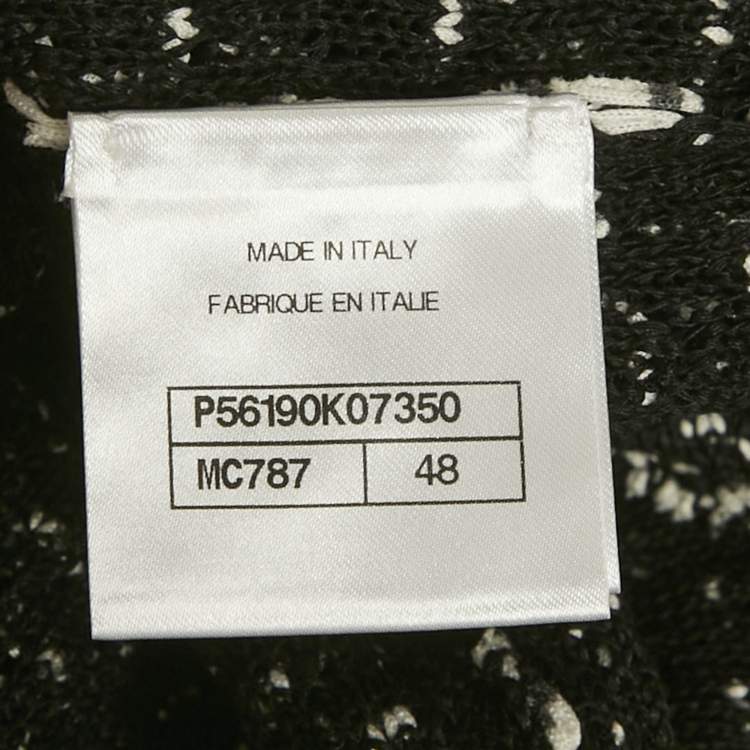 MADE IN ITALY
FABRIQUE EN ITALIE
P56190K07350
MC787 48